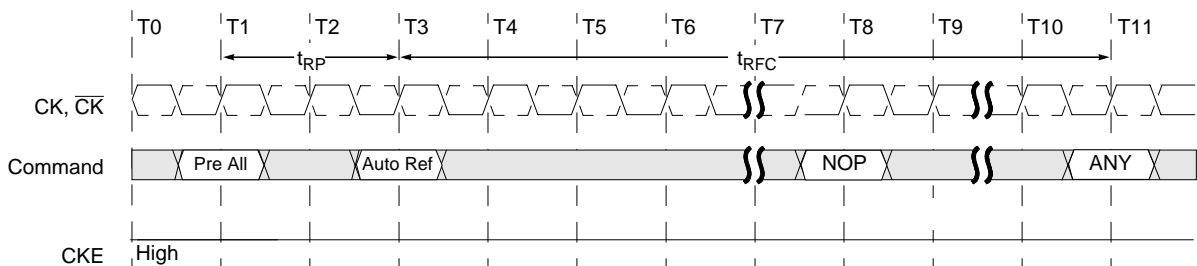 T0 T1 T2 T3 T4 T5 T6 T7 T8 T9 T10 T11
tRP tRFC
CK, C̅K̅
Command Pre All Auto Ref NOP ANY
CKE High